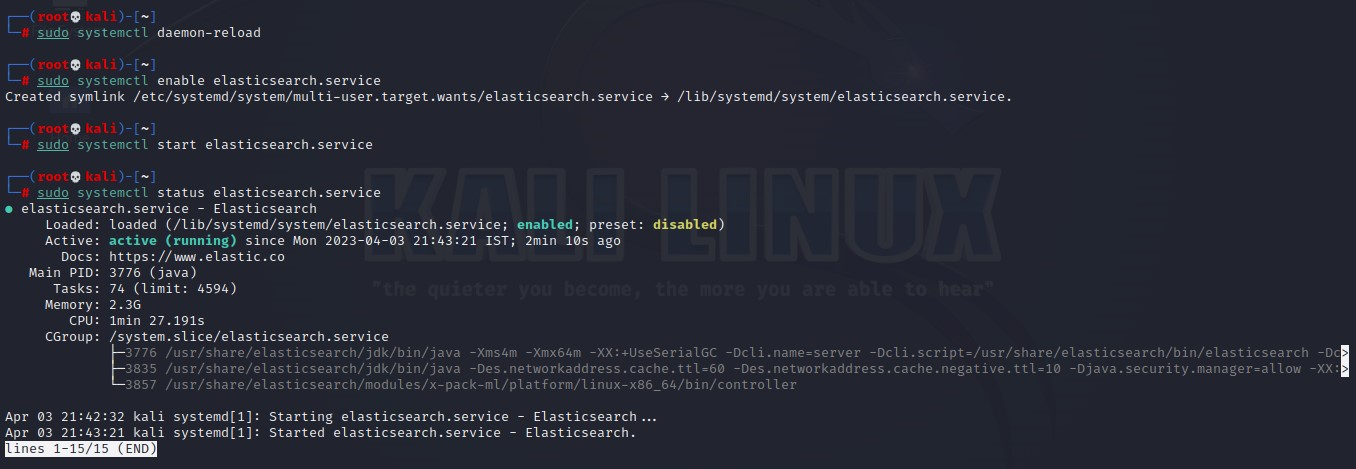 ┌──(root💀kali)-[~]
└─# sudo systemctl daemon-reload
┌──(root💀kali)-[~]
└─# sudo systemctl enable elasticsearch.service
Created symlink /etc/systemd/system/multi-user.target.wants/elasticsearch.service → /lib/systemd/system/elasticsearch.service.
┌──(root💀kali)-[~]
└─# sudo systemctl start elasticsearch.service
┌──(root💀kali)-[~]
└─# sudo systemctl status elasticsearch.service
● elasticsearch.service - Elasticsearch
Loaded: loaded (/lib/systemd/system/elasticsearch.service; enabled; preset: disabled)
Active: active (running) since Mon 2023-04-03 21:43:21 IST; 2min 10s ago
Docs: https://www.elastic.co
Main PID: 3776 (java)
Tasks: 74 (limit: 4594)
Memory: 2.3G
CPU: 1min 27.191s
CGroup: /system.slice/elasticsearch.service
├─3776 /usr/share/elasticsearch/jdk/bin/java -Xms4m -Xmx64m -XX:+UseSerialGC -Dcli.name=server -Dcli.script=/usr/share/elasticsearch/bin/elasticsearch -Dc>
├─3835 /usr/share/elasticsearch/jdk/bin/java -Des.networkaddress.cache.ttl=60 -Des.networkaddress.cache.negative.ttl=10 -Djava.security.manager=allow -XX:>
└─3857 /usr/share/elasticsearch/modules/x-pack-ml/platform/linux-x86_64/bin/controller
Apr 03 21:42:32 kali systemd[1]: Starting elasticsearch.service - Elasticsearch...
Apr 03 21:43:21 kali systemd[1]: Started elasticsearch.service - Elasticsearch.
lines 1-15/15 (END)
KALI LINUX
"the quieter you become, the more you are able to hear"